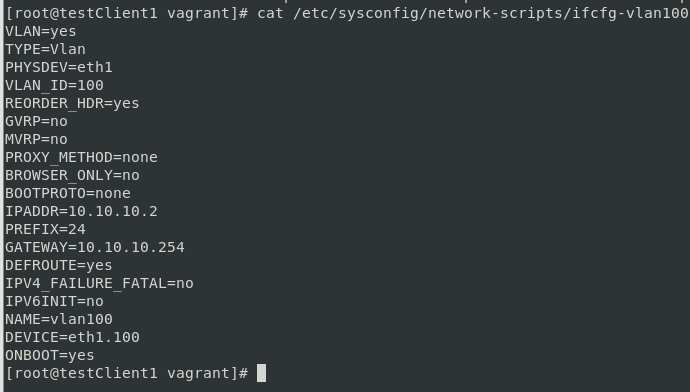 [root@testClient1 vagrant]# cat /etc/sysconfig/network-scripts/ifcfg-vlan100
VLAN=yes
TYPE=Vlan
PHYSDEV=eth1
VLAN_ID=100
REORDER_HDR=yes
GVRP=no
MVRP=no
PROXY_METHOD=none
BROWSER_ONLY=no
BOOTPROTO=none
IPADDR=10.10.10.2
PREFIX=24
GATEWAY=10.10.10.254
DEFROUTE=yes
IPV4_FAILURE_FATAL=no
IPV6INIT=no
NAME=vlan100
DEVICE=eth1.100
ONBOOT=yes
[root@testClient1 vagrant]#